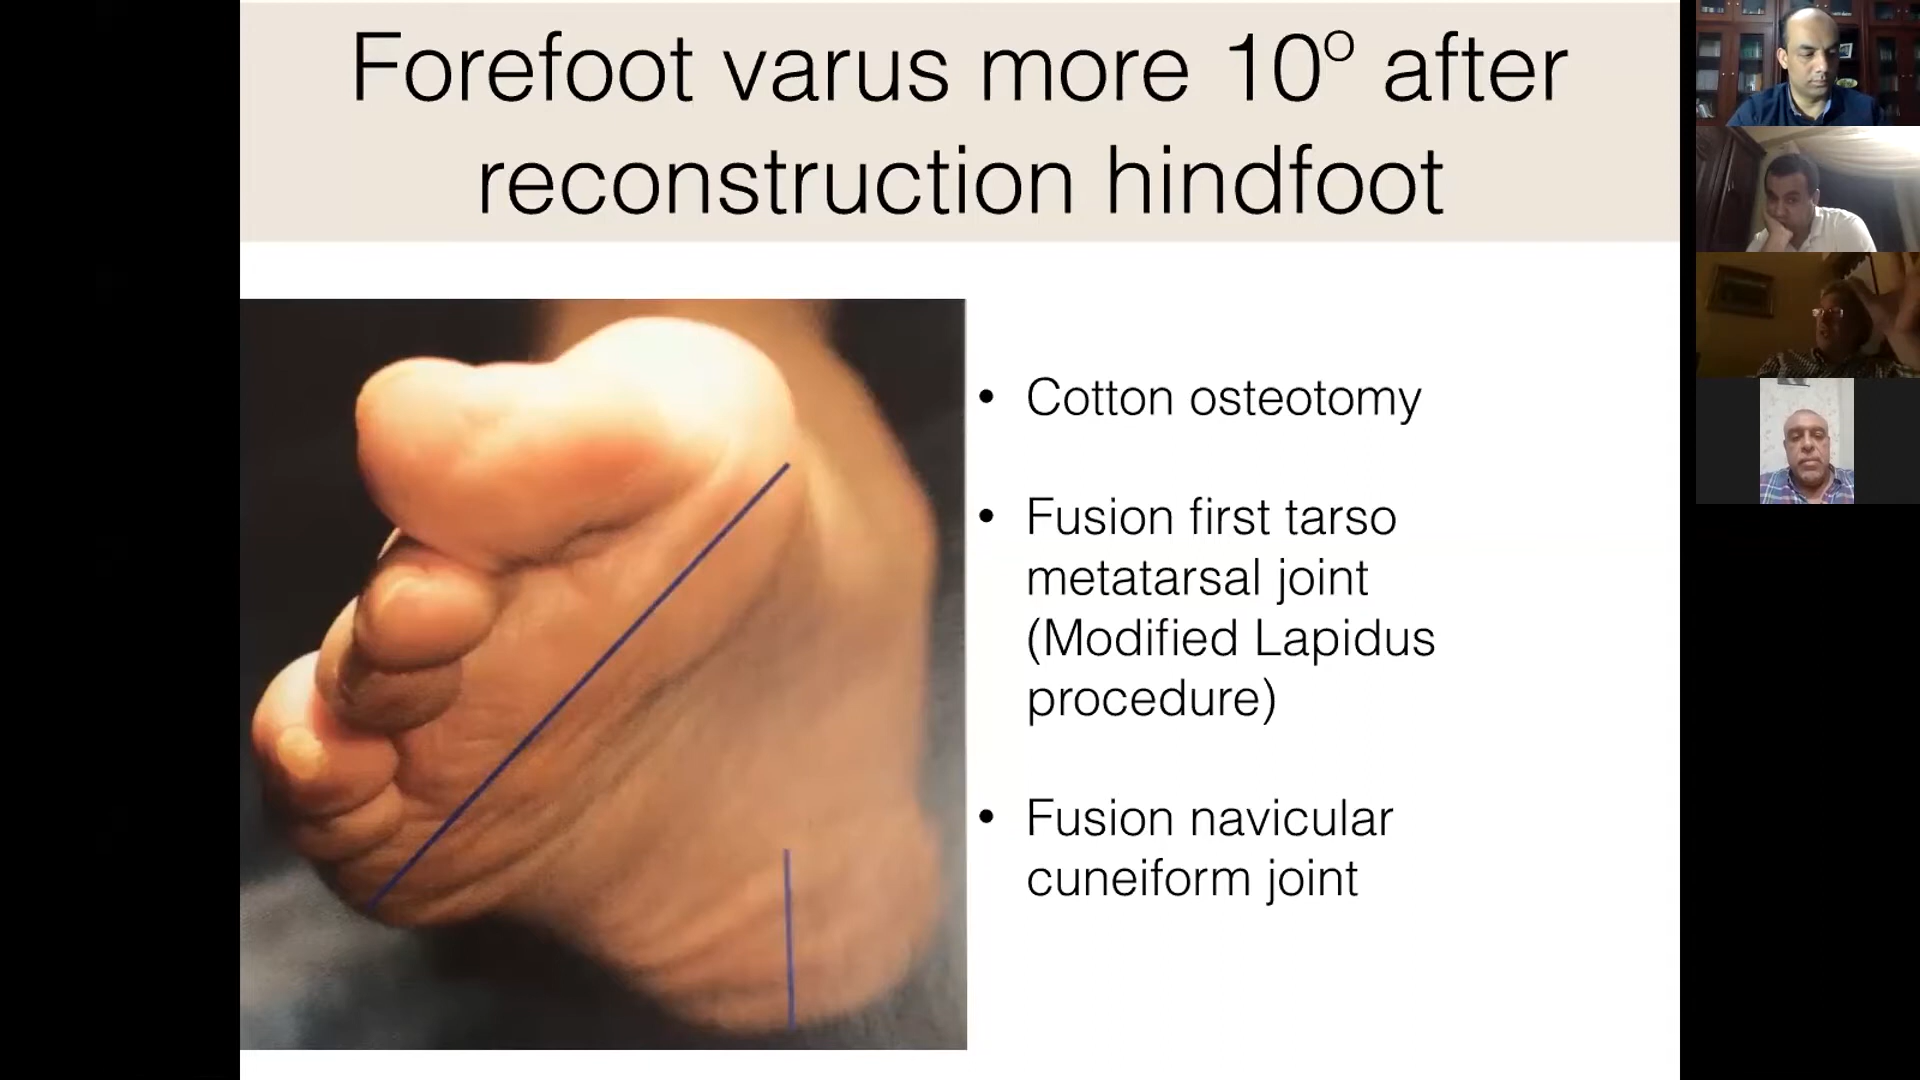 Forefoot varus more 10º after
reconstruction hindfoot
• Cotton osteotomy
• Fusion first tarso
metatarsal joint
(Modified Lapidus
procedure)
• Fusion navicular
cuneiform joint